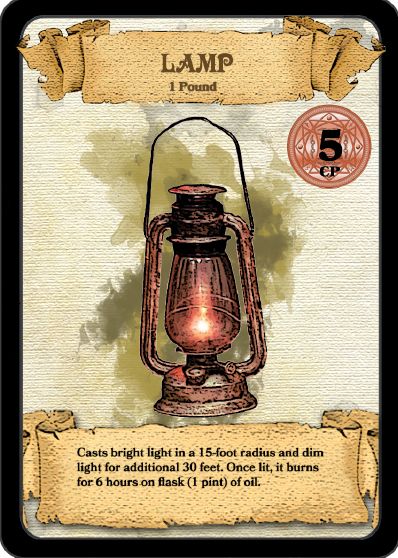 LAMP
1 Pound
5
CP
Casts bright light in a 15-foot radius and dim
light for additional 30 feet. Once lit, it burns
for 6 hours on flask (1 pint) of oil.